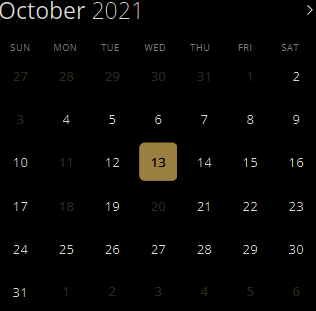 October 2021 >
SUN MON TUE WED THU FRI SAT
27 28 29 30 31 1 2
3 4 5 6 7 8 9
10 11 12 13 14 15 16
17 18 19 20 21 22 23
24 25 26 27 28 29 30
31 1 2 3 4 5 6